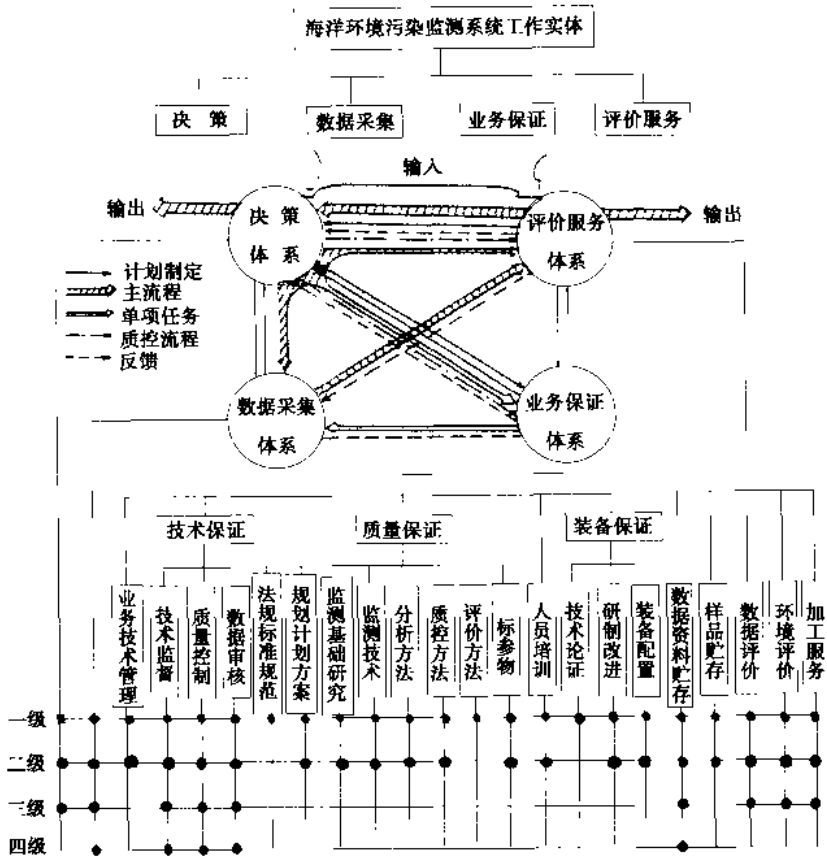 海洋环境污染监测系统工作实体
决 策
数据采集
业务保证
评价服务
输入
输出
决 策
体 系
评价服务
体系
输出
计划制定
主流程
单项任务
质控流程
反馈
数据采集
体系
业务保证
体系
技术保证
质量保证
装备保证
业务技术管理
技术监督
质量控制
数据审核
法规标准规范
规划计划方案
监测基础研究
监测技术
分析方法
质控方法
评价方法
标参物
人员培训
技术论证
研制改进
装备配置
数据资料贮存
样品贮存
数据评价
环境评价
加工服务
一级
二级
三级
四级